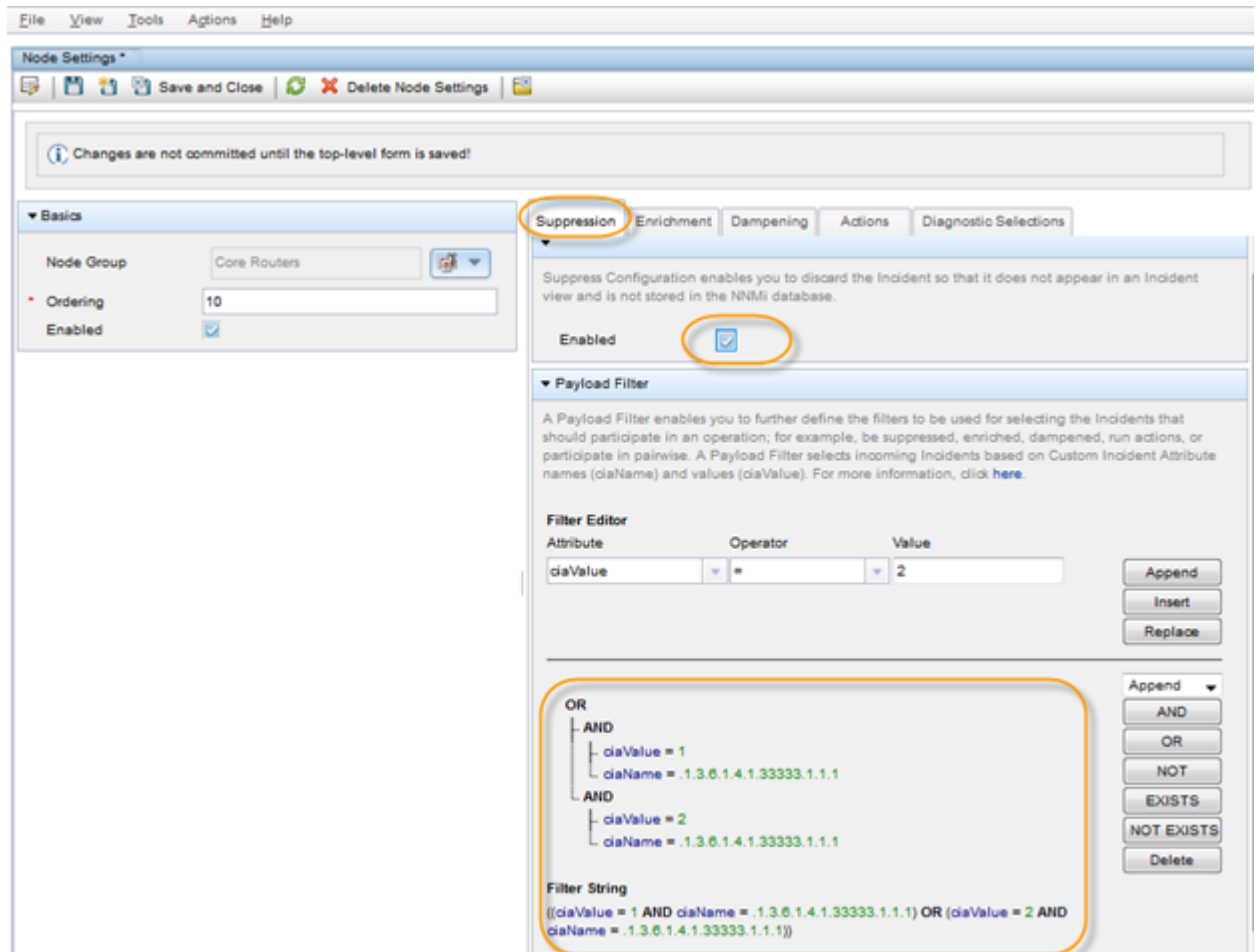 File View Tools Actions Help
Node Settings *
Save and Close Delete Node Settings
Changes are not committed until the top-level form is saved!
Basics
Node Group Core Routers
* Ordering 10
Enabled
Suppression Enrichment Dampening Actions Diagnostic Selections
Suppress Configuration enables you to discard the Incident so that it does not appear in an Incident
view and is not stored in the NNMi database.
Enabled
Payload Filter
A Payload Filter enables you to further define the filters to be used for selecting the Incidents that
should participate in an operation; for example, be suppressed, enriched, dampened, run actions, or
participate in pairwise. A Payload Filter selects incoming Incidents based on Custom Incident Attribute
names (ciaName) and values (ciaValue). For more information, click here.
Filter Editor
Attribute Operator Value
ciaValue = 2
Append
Insert
Replace
Append
AND
OR
NOT
EXISTS
NOT EXISTS
Delete
OR
AND
ciaValue = 1
ciaName = .1.3.6.1.4.1.33333.1.1.1
AND
ciaValue = 2
ciaName = .1.3.6.1.4.1.33333.1.1.1
Filter String
((ciaValue = 1 AND ciaName = .1.3.6.1.4.1.33333.1.1.1) OR (ciaValue = 2 AND
ciaName = .1.3.6.1.4.1.33333.1.1.1))